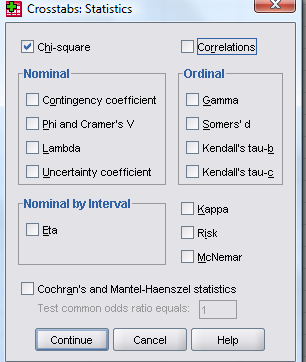 Crosstabs: Statistics
Chi-square
Correlations
Nominal
Contingency coefficient
Phi and Cramer's V
Lambda
Uncertainty coefficient
Ordinal
Gamma
Somers' d
Kendall's tau-b
Kendall's tau-c
Nominal by Interval
Eta
Kappa
Risk
McNemar
Cochran's and Mantel-Haenszel statistics
Test common odds ratio equals: 1
Continue Cancel Help